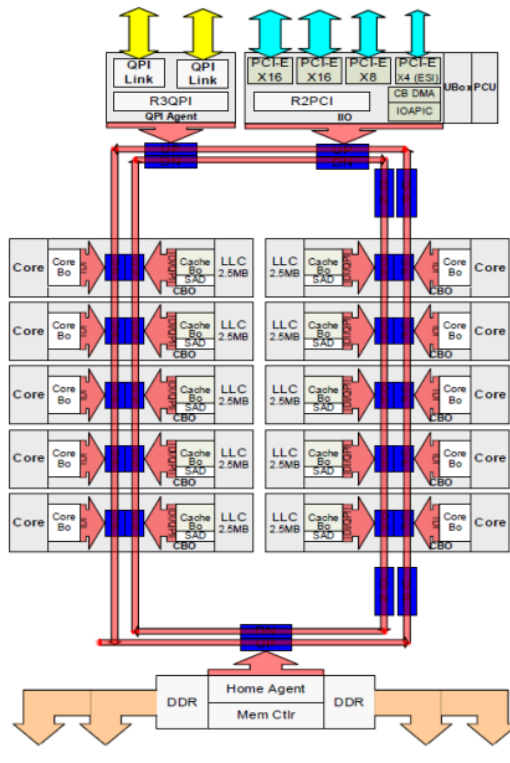 QPI
Link
QPI
Link
R3QPI
QPI Agent
PCI-E
X16
PCI-E
X16
PCI-E
X8
PCI-E
X4 (ESI)
R2PCI
CB DMA
IOAPIC
IIO
UBox
PCU
Core
Core
Bo
Cache
Bo
SAD
CBO
LLC
2.5MB
LLC
2.5MB
Cache
Bo
SAD
CBO
Core
Bo
Core
Core
Core
Bo
Cache
Bo
SAD
CBO
LLC
2.5MB
LLC
2.5MB
Cache
Bo
SAD
CBO
Core
Bo
Core
Core
Core
Bo
Cache
Bo
SAD
CBO
LLC
2.5MB
LLC
2.5MB
Cache
Bo
SAD
CBO
Core
Bo
Core
Core
Core
Bo
Cache
Bo
SAD
CBO
LLC
2.5MB
LLC
2.5MB
Cache
Bo
SAD
CBO
Core
Bo
Core
Core
Core
Bo
Cache
Bo
SAD
CBO
LLC
2.5MB
LLC
2.5MB
Cache
Bo
SAD
CBO
Core
Bo
Core
DDR
Home Agent
Mem Ctlr
DDR